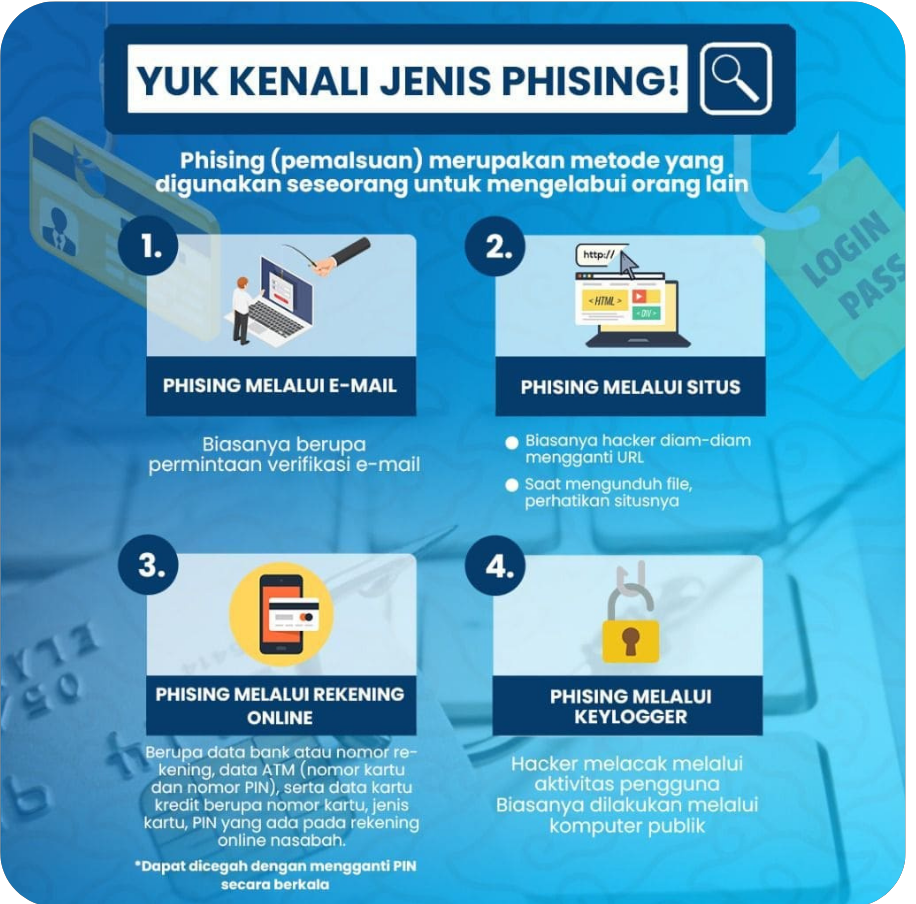 YUK KENALI JENIS PHISING!
Phising (pemalsuan) merupakan metode yang
digunakan seseorang untuk mengelabui orang lain
LOGIN
PASS
1.
PHISING MELALUI E-MAIL
Biasanya berupa
permintaan verifikasi e-mail
2.
http://
< HTML >
< DIV >
PHISING MELALUI SITUS
Biasanya hacker diam-diam
mengganti URL
Saat mengunduh file,
perhatikan situsnya
3.
PHISING MELALUI REKENING
ONLINE
Berupa data bank atau nomor re-
kening, data ATM (nomor kartu
dan nomor PIN), serta data kartu
kredit berupa nomor kartu, jenis
kartu, PIN yang ada pada rekening
online nasabah.
*Dapat dicegah dengan mengganti PIN
secara berkala
4.
PHISING MELALUI
KEYLOGGER
Hacker melacak melalui
aktivitas pengguna
Biasanya dilakukan melalui
komputer publik